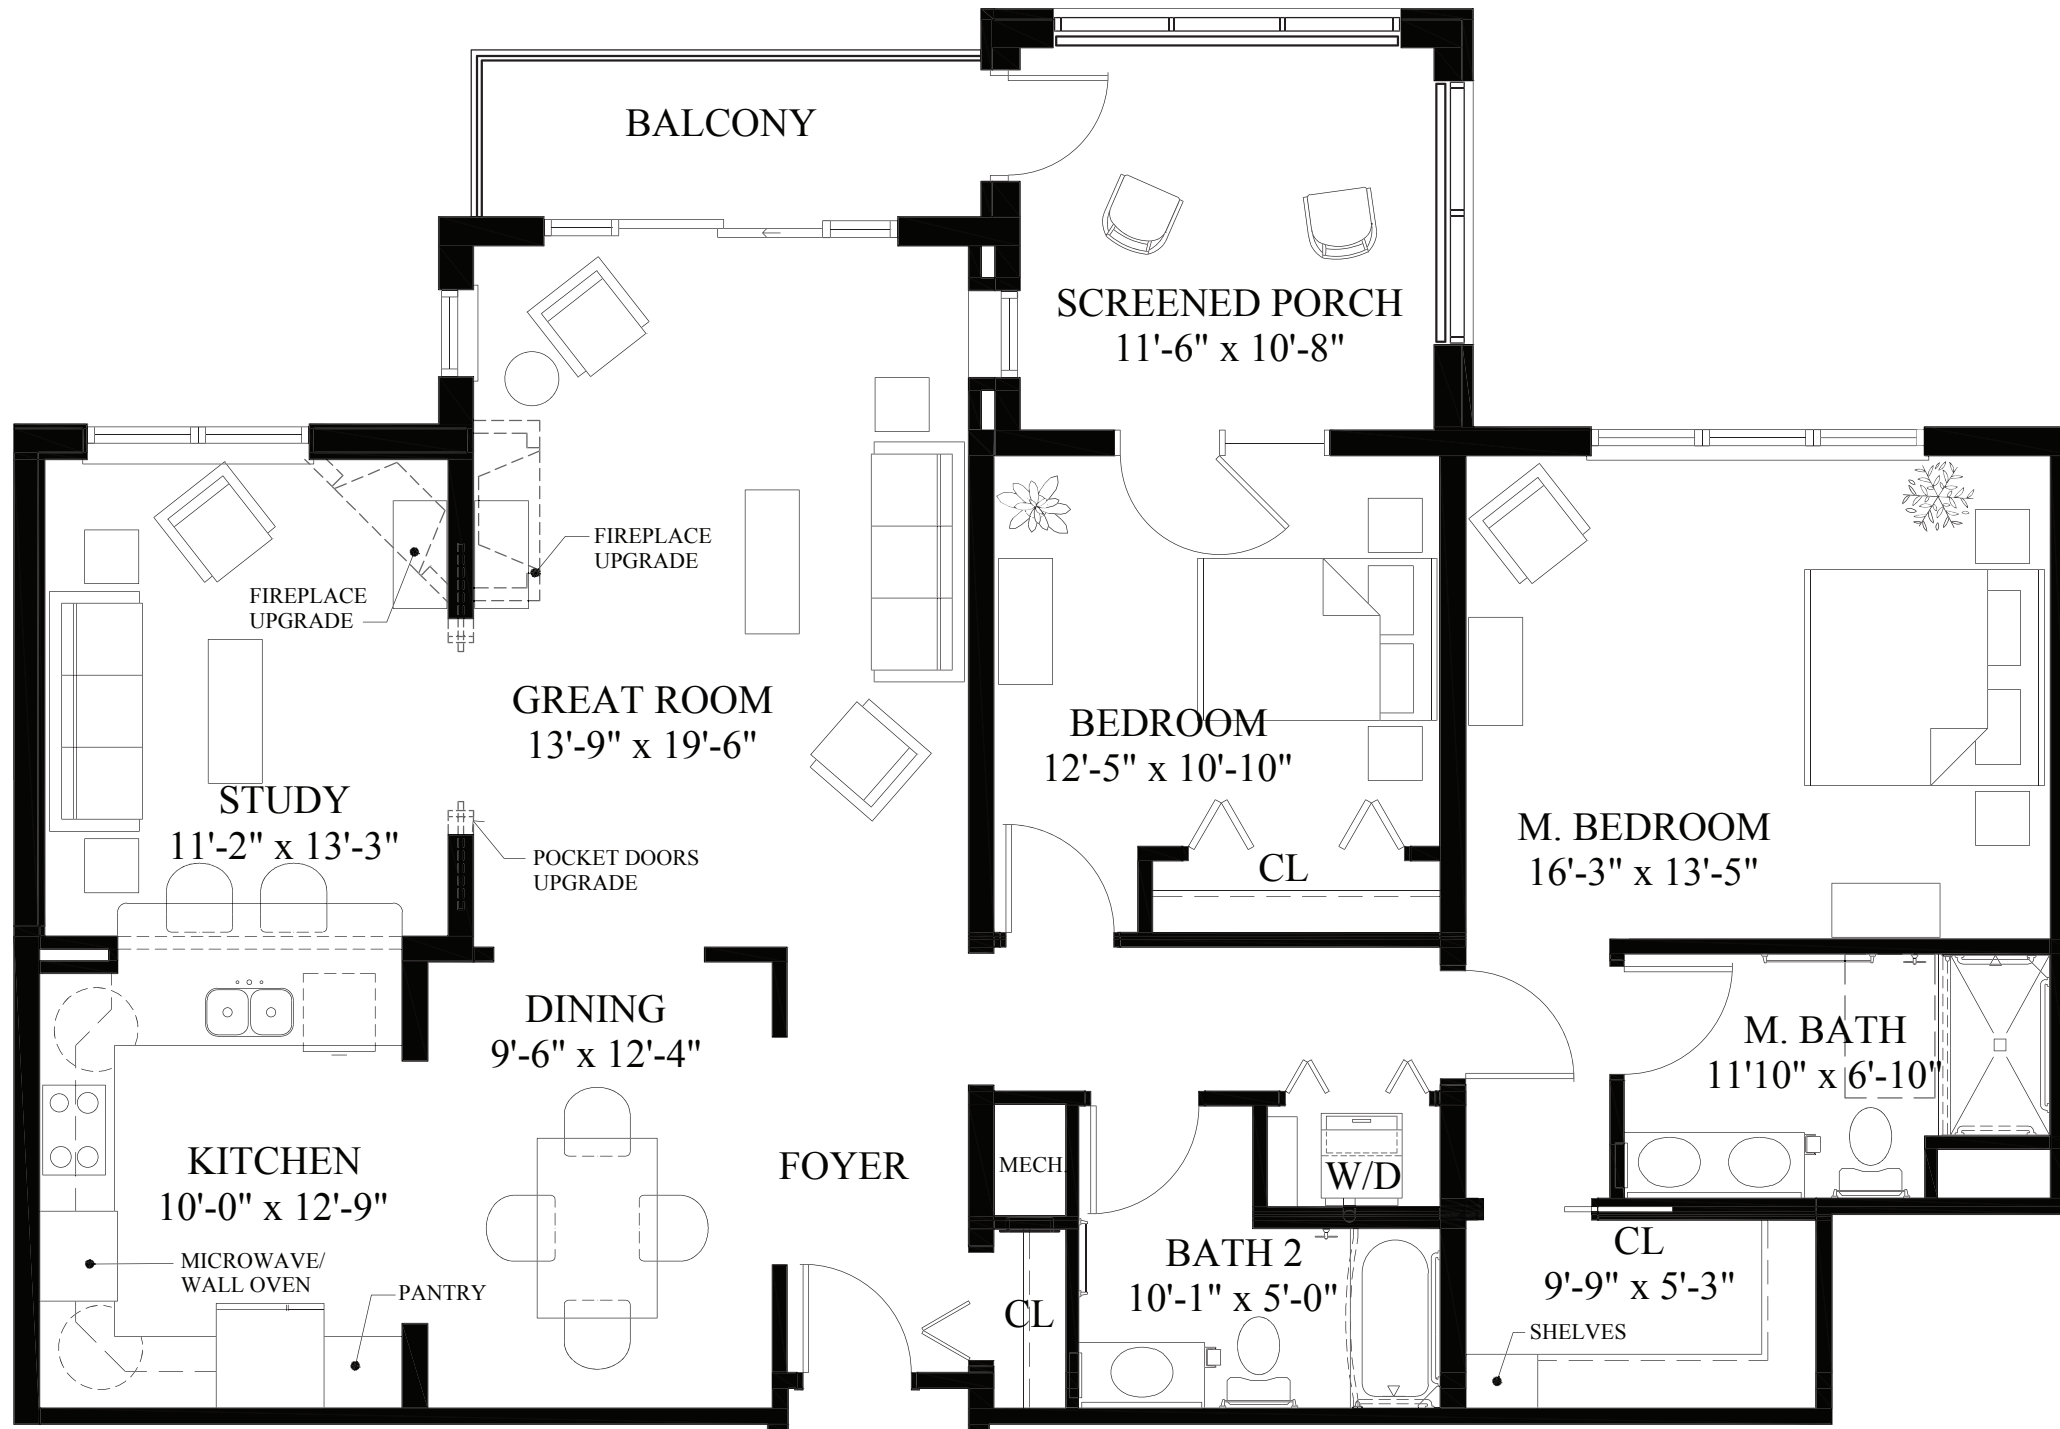 BALCONY
SCREENED PORCH
11'-6" x 10'-8"
FIREPLACE
UPGRADE
FIREPLACE
UPGRADE
GREAT ROOM
13'-9" x 19'-6"
BEDROOM
12'-5" x 10'-10"
STUDY
11'-2" x 13'-3"
M. BEDROOM
16'-3" x 13'-5"
POCKET DOORS
UPGRADE
CL
DINING
9'-6" x 12'-4"
M. BATH
11'10" x 6'-10"
KITCHEN
10'-0" x 12'-9"
FOYER
MECH.
W/D
MICROWAVE/
WALL OVEN
PANTRY
CL
BATH 2
10'-1" x 5'-0"
CL
9'-9" x 5'-3"
SHELVES